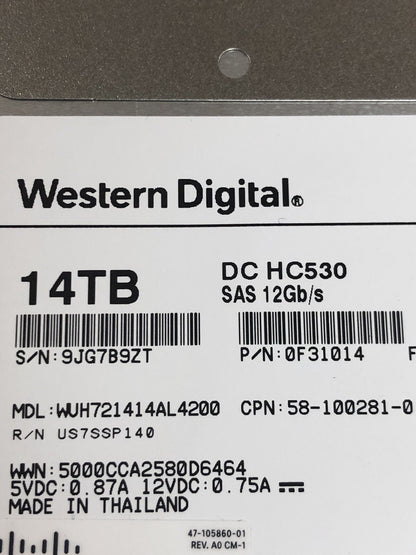 Western Digital®
14TB
DC HC530
SAS 12Gb/s
S/N:9JG7B9ZT
P/N:0F31014 F
MDL:WUH721414AL4200 CPN:58-100281-0
R/N US7SSP140
WWN:5000CCA2580D6464
5VDC:0.87A 12VDC:0.75A
MADE IN THAILAND
47-105860-01
REV. A0 CM-1